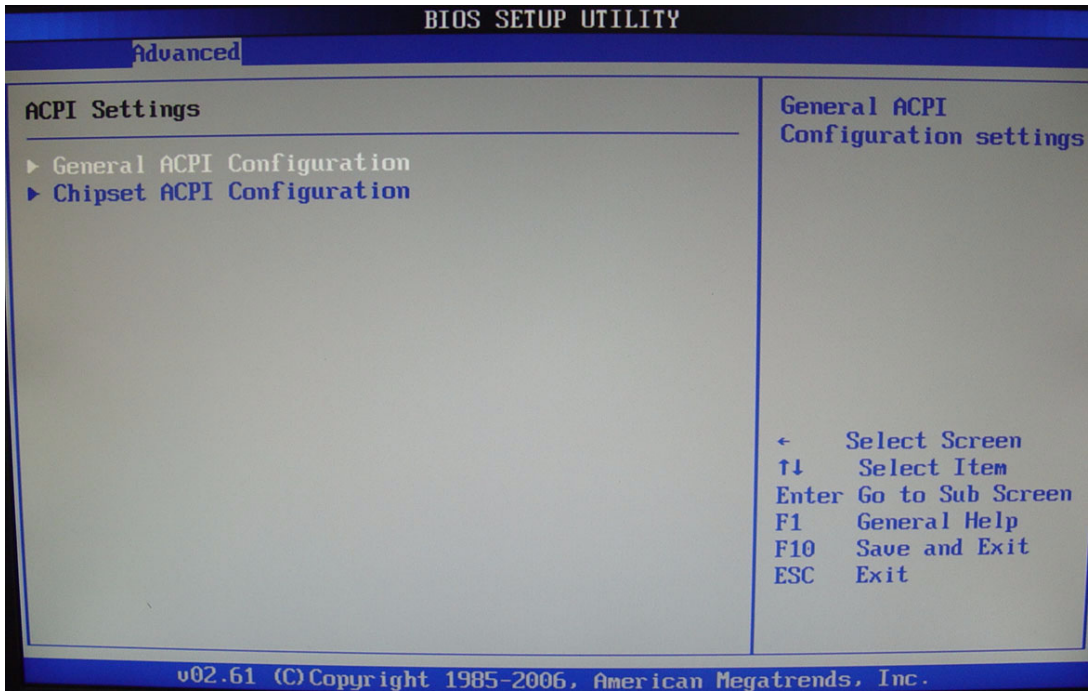 BIOS SETUP UTILITY
Advanced
ACPI Settings
▶ General ACPI Configuration
▶ Chipset ACPI Configuration
General ACPI
Configuration settings
← Select Screen
↑↓ Select Item
Enter Go to Sub Screen
F1 General Help
F10 Save and Exit
ESC Exit
v02.61 (C)Copyright 1985-2006, American Megatrends, Inc.